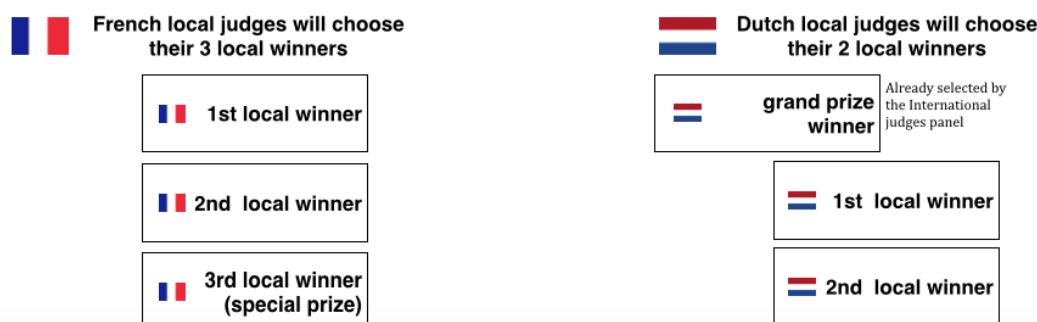 French local judges will choose
their 3 local winners
1st local winner
2nd local winner
3rd local winner
(special prize)
Dutch local judges will choose
their 2 local winners
grand prize
winner
Already selected by
the International
judges panel
1st local winner
2nd local winner